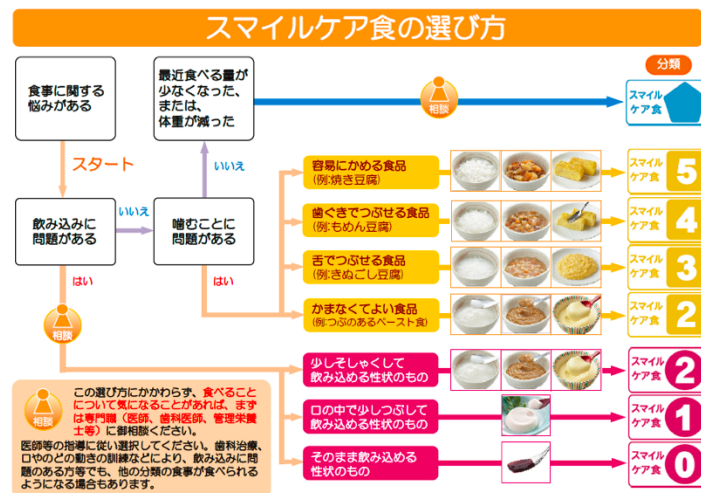 スマイルケア食の選び方
分類
食事に関する
悩みがある
最近食べる量が
少なくなった、
または、
体重が減った
相談
スマイル
ケア食
スタート
いいえ
飲み込みに
問題がある
いいえ
噛むことに
問題がある
はい
はい
容易にかめる食品
(例:焼き豆腐)
スマイル
ケア食
5
歯ぐきでつぶせる食品
(例:もめん豆腐)
スマイル
ケア食
4
舌でつぶせる食品
(例:きぬごし豆腐)
スマイル
ケア食
3
かまなくてよい食品
(例:つぶのあるペースト食)
スマイル
ケア食
2
相談
少しそしゃくして
飲み込める性状のもの
スマイル
ケア食
2
口の中で少しつぶして
飲み込める性状のもの
スマイル
ケア食
1
そのまま飲み込める
性状のもの
スマイル
ケア食
0
相談
この選び方にかかわらず、食べること
について気になることがあれば、まず
は専門職（医師、歯科医師、管理栄養
士等）に御相談ください。
医師等の指導に従い選択してください。歯科治療、
口やのどの動きの訓練などにより、飲み込みに問
題のある方等でも、他の分類の食事が食べられる
ようになる場合もあります。